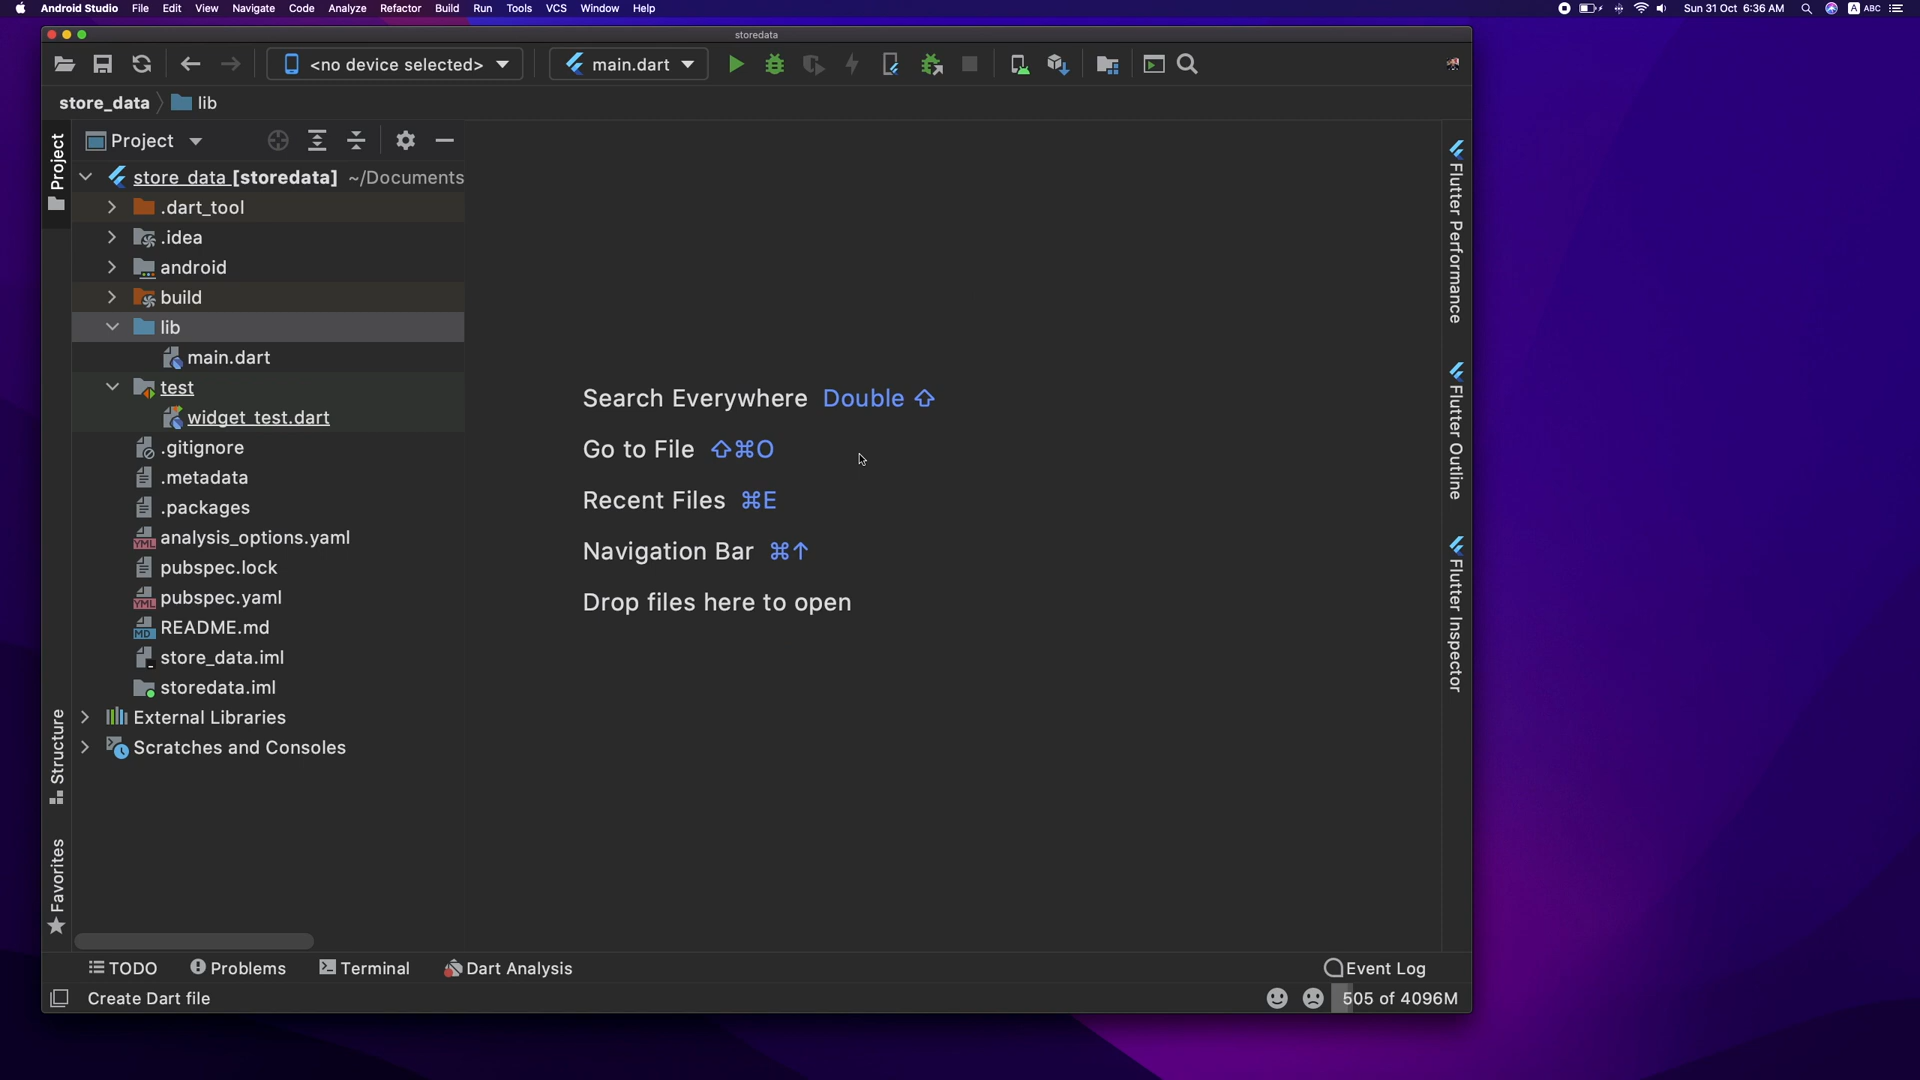 Android Studio File Edit View Navigate Code Analyze Refactor Build Run Tools VCS Window Help
Sun 31 Oct 6:36 AM A ABC
storedata
<no device selected> main.dart
store_data lib
Project
Project
store_data [storedata] ~/Documents
.dart_tool
.idea
android
build
lib
main.dart
test
widget_test.dart
.gitignore
.metadata
.packages
YML analysis_options.yaml
pubspec.lock
YML pubspec.yaml
MD README.md
store_data.iml
storedata.iml
External Libraries
Scratches and Consoles
Structure
Favorites
Search Everywhere Double ⇧
Go to File ⇧⌘O
Recent Files ⌘E
Navigation Bar ⌘↑
Drop files here to open
Flutter Performance
Flutter Outline
Flutter Inspector
TODO Problems Terminal Dart Analysis Event Log
Create Dart file 505 of 4096M